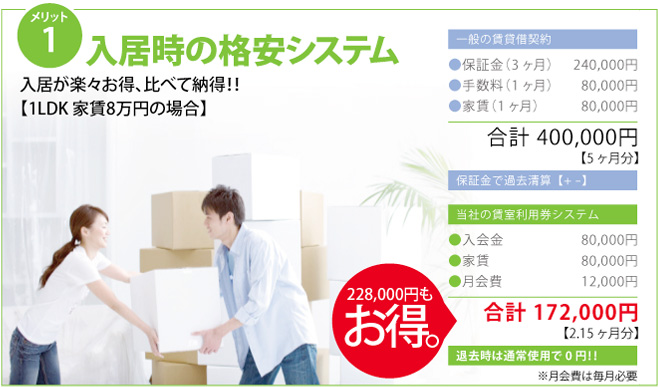 メリット
1
入居時の格安システム
入居が楽々お得、比べて納得!!
【1LDK 家賃8万円の場合】
一般の賃貸借契約
●保証金（3ヶ月） 240,000円
●手数料（1ヶ月） 80,000円
●家賃（1ヶ月） 80,000円
合計 400,000円
【5ヶ月分】
保証金で過去清算【+ -】
当社の賃室利用券システム
●入会金 80,000円
●家賃 80,000円
●月会費 12,000円
228,000円も
お得。
合計 172,000円
【2.15ヶ月分】
退去時は通常使用で0円!!
※月会費は毎月必要